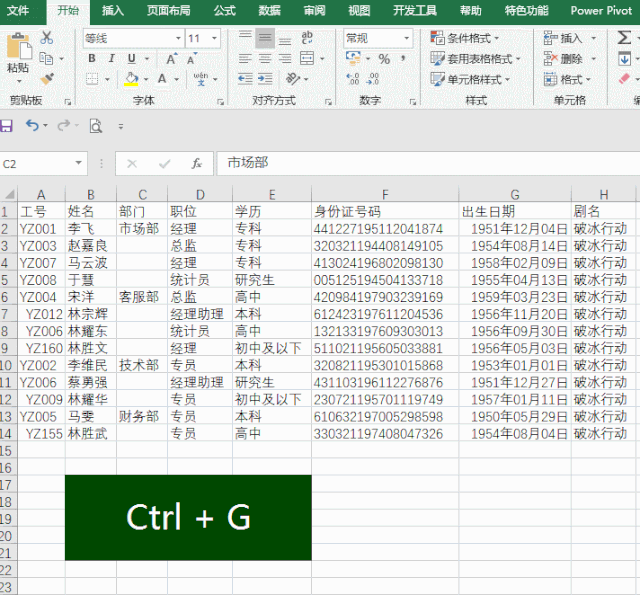 文件 开始 插入 页面布局 公式 数据 审阅 视图 开发工具 帮助 特色功能 Power Pivot
等线 11 常规 条件格式 插入
粘贴 B I U A A 套用表格格式 删除
A wén 文 % , 单元格样式 格式
剪贴板 字体 对齐方式 数字 样式 单元格
C2 fx 市场部
A B C D E F G H
1 工号 姓名 部门 职位 学历 身份证号码 出生日期 剧名
2 YZ001 李飞 市场部 经理 专科 441227195112041874 1951年12月04日 破冰行动
3 YZ003 赵嘉良 总监 专科 320321194408149105 1954年08月14日 破冰行动
4 YZ007 马云波 经理 专科 413024196802098130 1958年02月09日 破冰行动
5 YZ008 于慧 统计员 研究生 005125194504133718 1955年04月13日 破冰行动
6 YZ004 宋洋 客服部 总监 高中 420984197903239169 1959年03月23日 破冰行动
7 YZ012 林宗辉 经理助理 本科 612423197611204536 1956年11月20日 破冰行动
8 YZ006 林耀东 统计员 高中 132133197609303013 1956年09月30日 破冰行动
9 YZ160 林胜文 经理 初中及以下 511021195605033881 1956年05月03日 破冰行动
10 YZ002 李维民 技术部 专员 本科 320821195301015868 1953年01月01日 破冰行动
11 YZ006 蔡勇强 经理助理 研究生 431103196112276876 1951年12月27日 破冰行动
12 YZ009 林耀华 专员 初中及以下 230721195701119749 1957年01月11日 破冰行动
13 YZ005 马雯 财务部 专员 本科 610632197005298598 1950年05月29日 破冰行动
14 YZ155 林胜武 专员 高中 330321197408047326 1954年08月04日 破冰行动
15
16
17
18
Ctrl + G
19
20
21
22
23